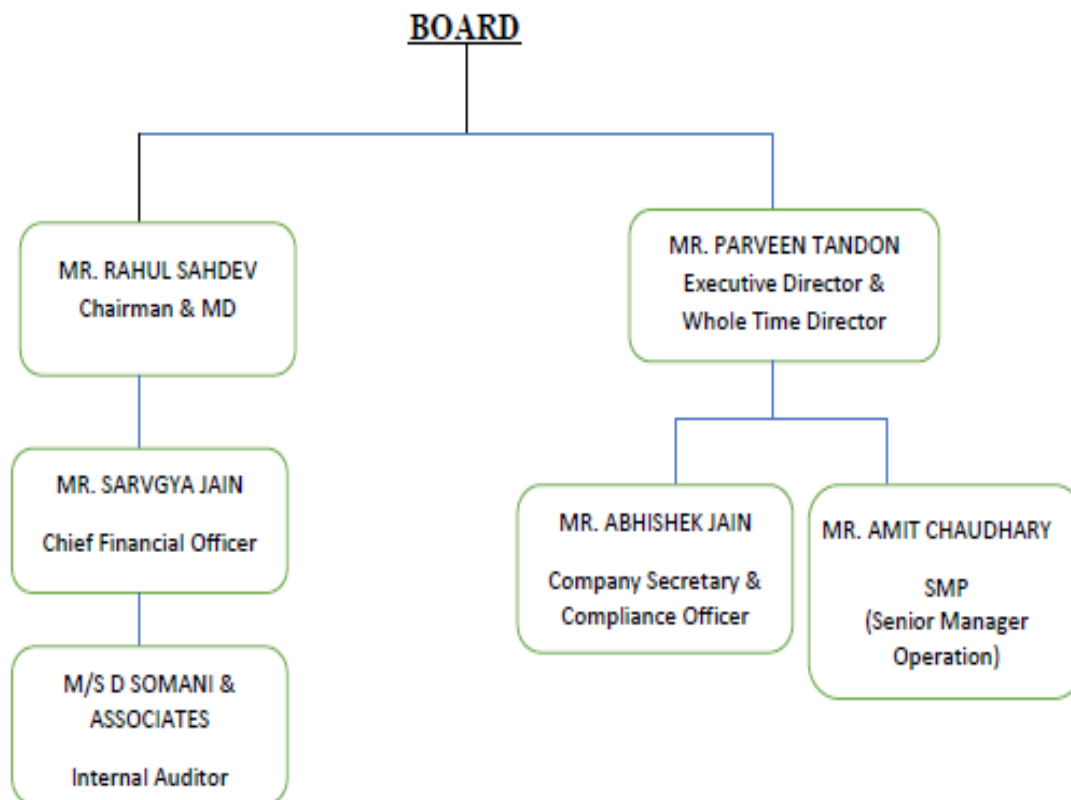 BOARD
MR. RAHUL SAHDEV
Chairman & MD
MR. PARVEEN TANDON
Executive Director &
Whole Time Director
MR. SARVGYA JAIN
Chief Financial Officer
MR. ABHISHEK JAIN
Company Secretary &
Compliance Officer
MR. AMIT CHAUDHARY
SMP
(Senior Manager
Operation)
M/S D SOMANI &
ASSOCIATES
Internal Auditor